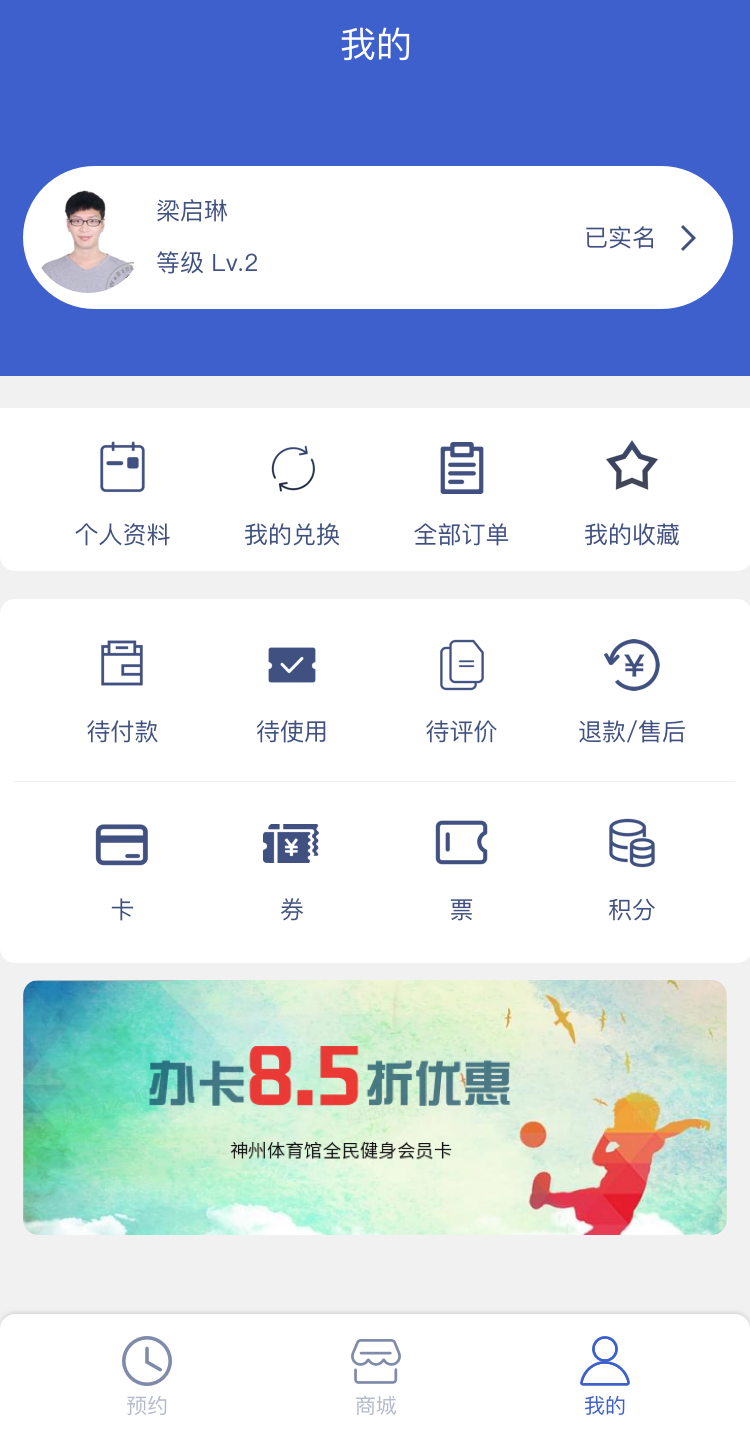 我的
梁启琳
等级 Lv.2
已实名
个人资料
我的兑换
全部订单
我的收藏
待付款
待使用
待评价
退款/售后
卡
券
票
积分
办卡8.5折优惠
神州体育馆全民健身会员卡
预约
商城
我的